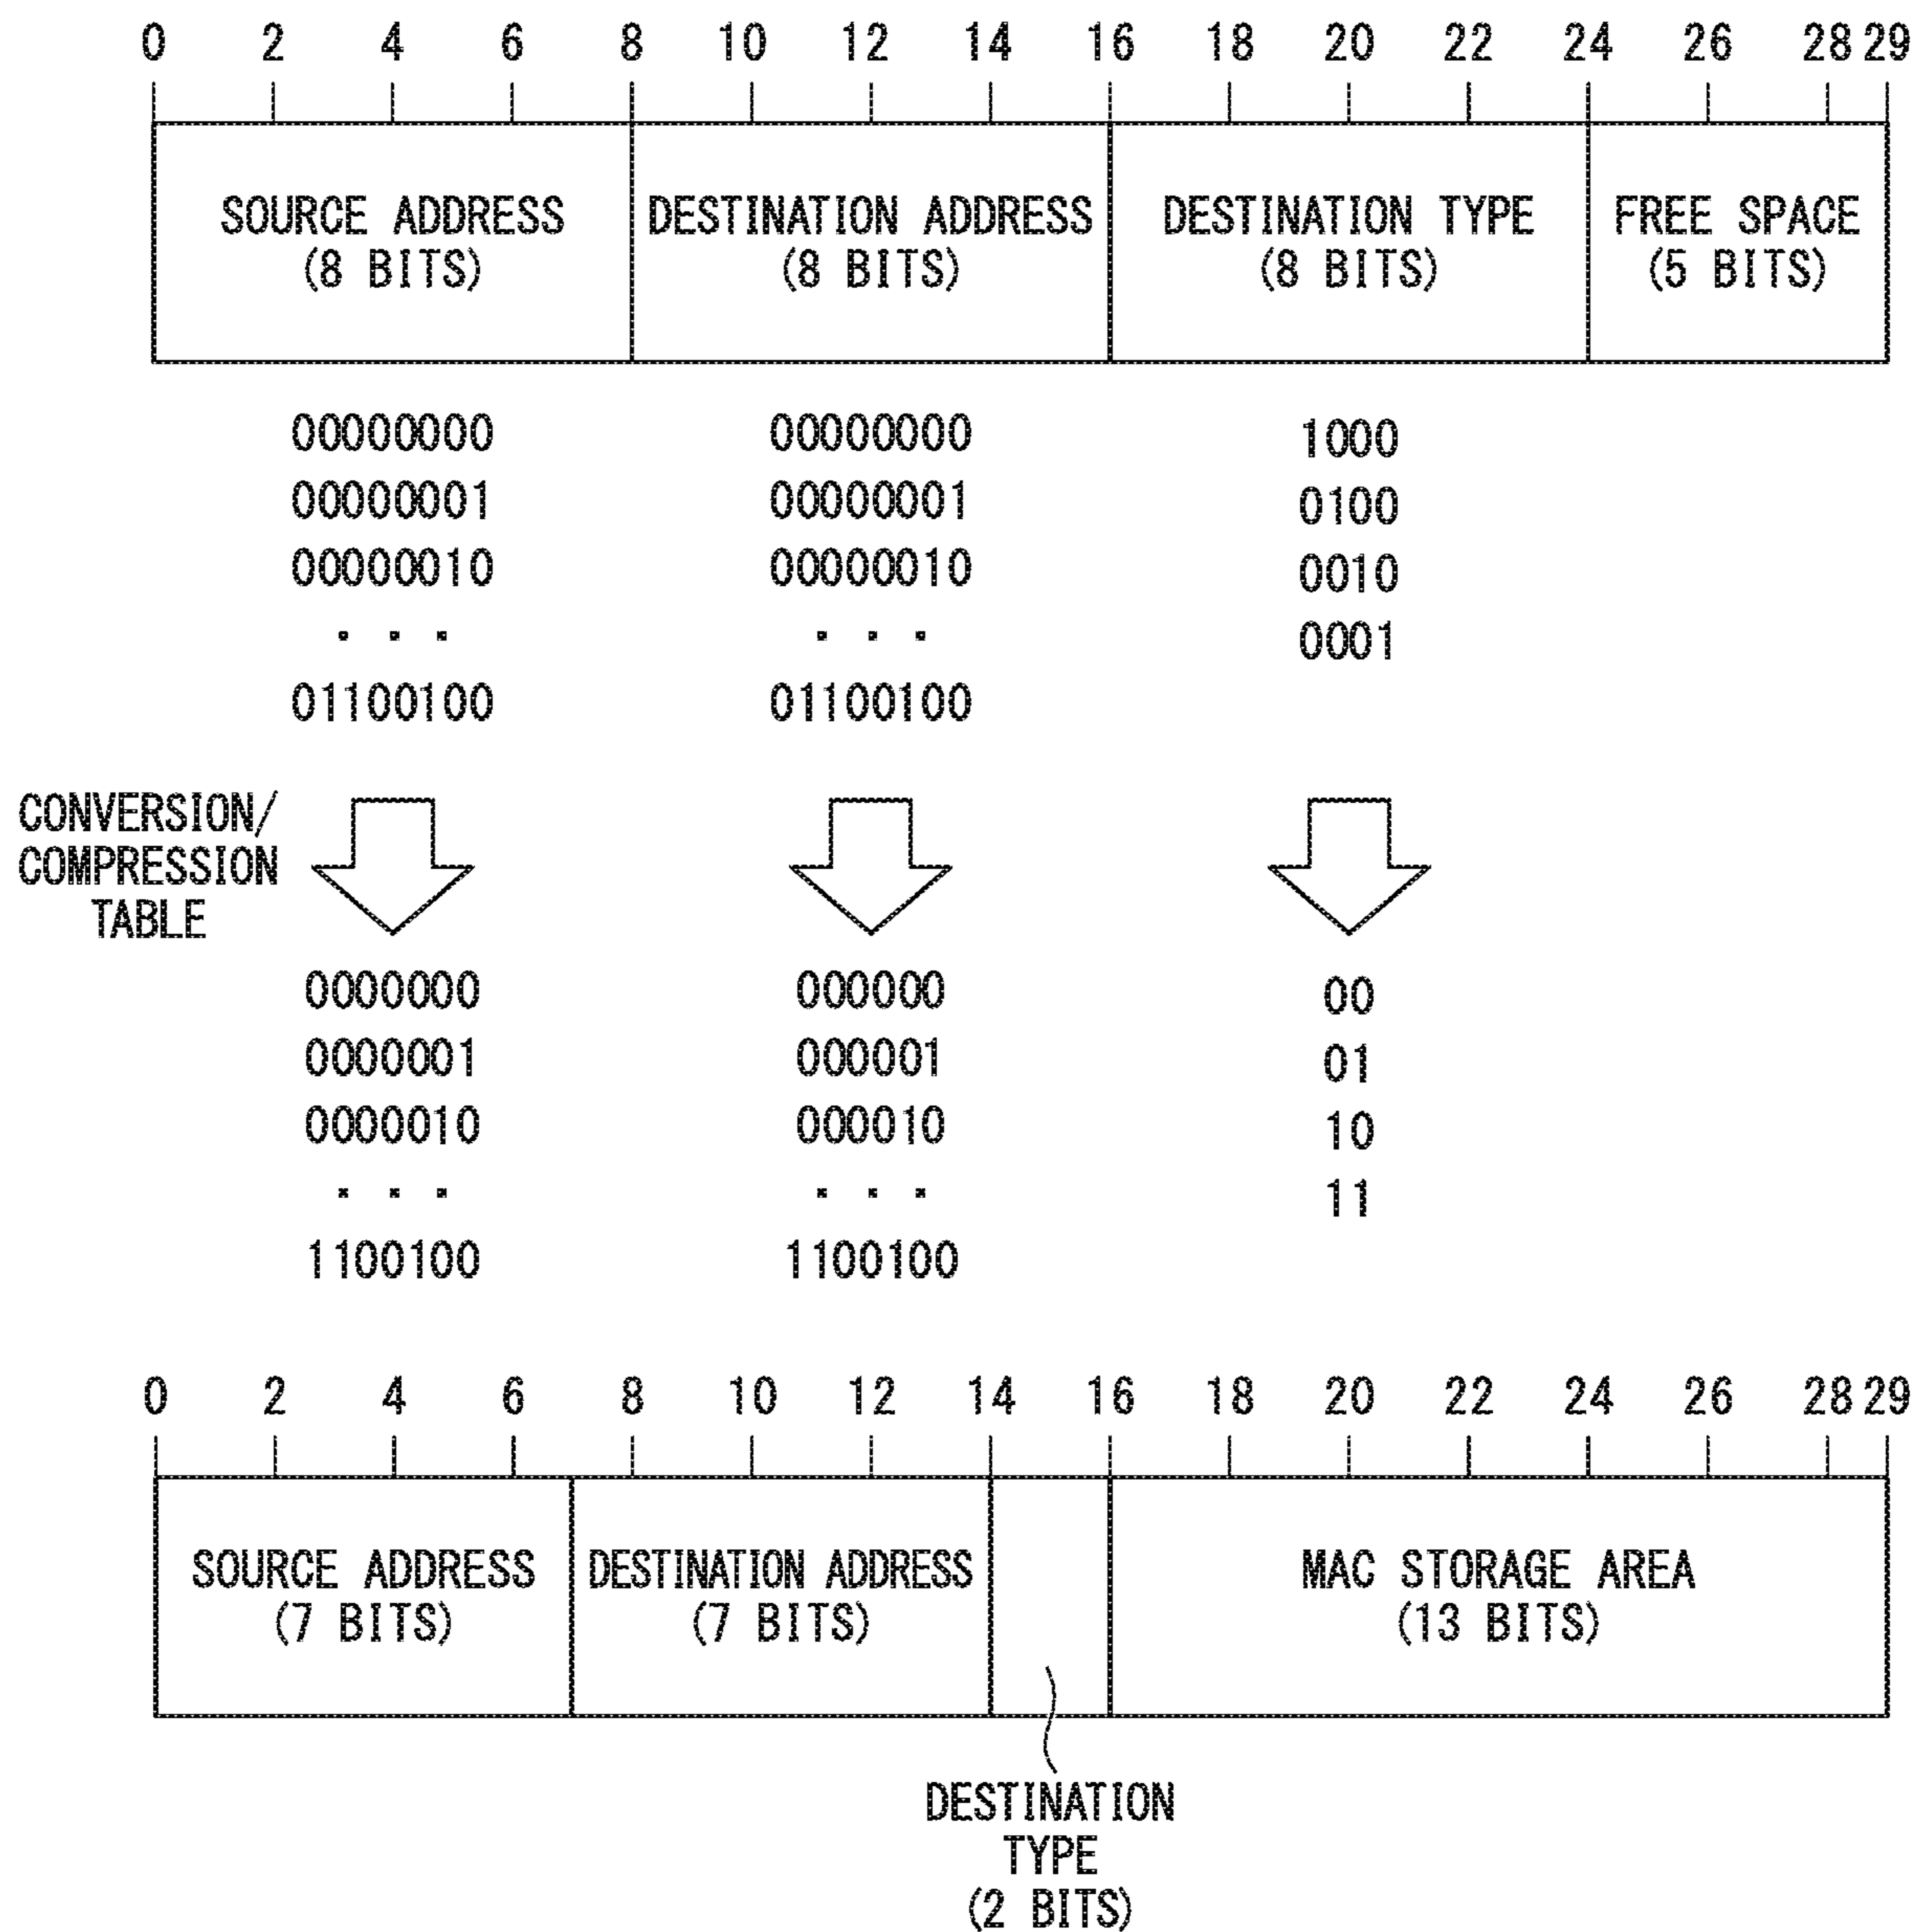 0 2 4 6 8 10 12 14 16 18 20 22 24 26 28 29
SOURCE ADDRESS DESTINATION ADDRESS DESTINATION TYPE FREE SPACE
(8 BITS) (8 BITS) (8 BITS) (5 BITS)
00000000 00000000 1000
00000001 00000001 0100
00000010 00000010 0010
. . . . . . 0001
01100100 01100100
CONVERSION/
COMPRESSION
TABLE
0000000 000000 00
0000001 000001 01
0000010 000010 10
. . . . . . 11
1100100 1100100
0 2 4 6 8 10 12 14 16 18 20 22 24 26 28 29
SOURCE ADDRESS DESTINATION ADDRESS MAC STORAGE AREA
(7 BITS) (7 BITS) (13 BITS)
DESTINATION
TYPE
(2 BITS)